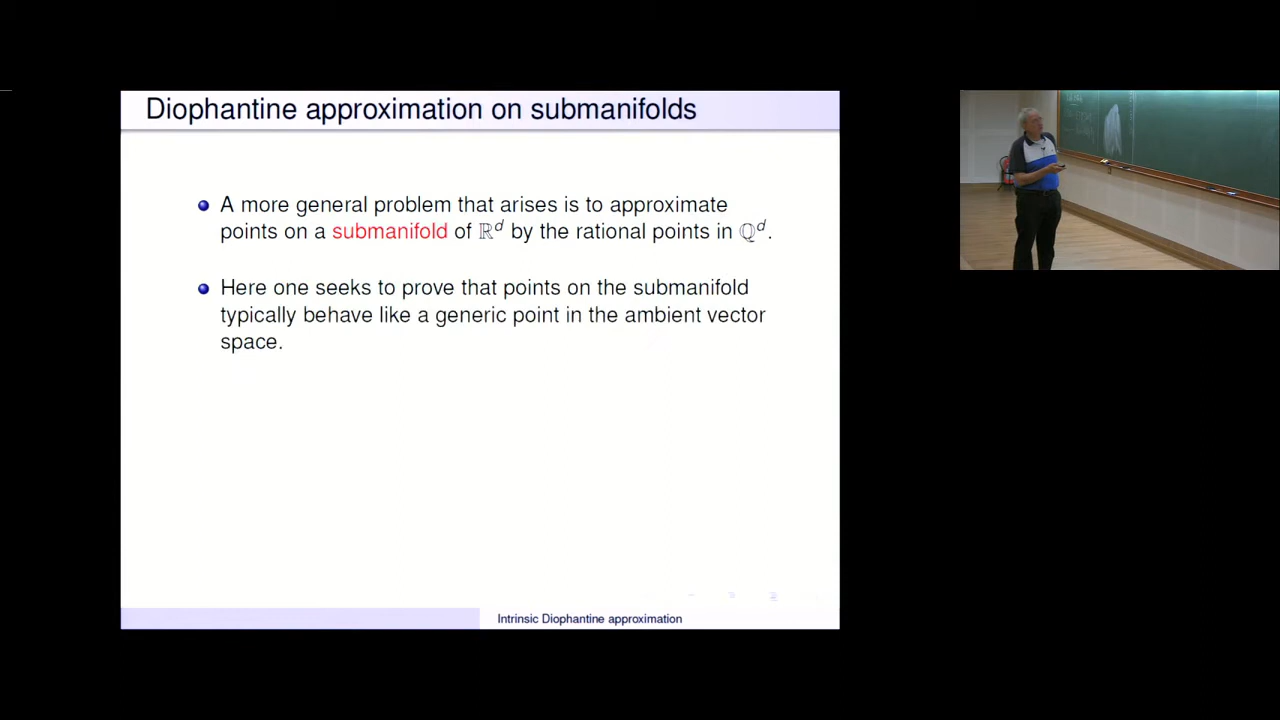 Diophantine approximation on submanifolds
A more general problem that arises is to approximate
points on a submanifold of ℝᵈ by the rational points in ℚᵈ.
Here one seeks to prove that points on the submanifold
typically behave like a generic point in the ambient vector
space.
Intrinsic Diophantine approximation